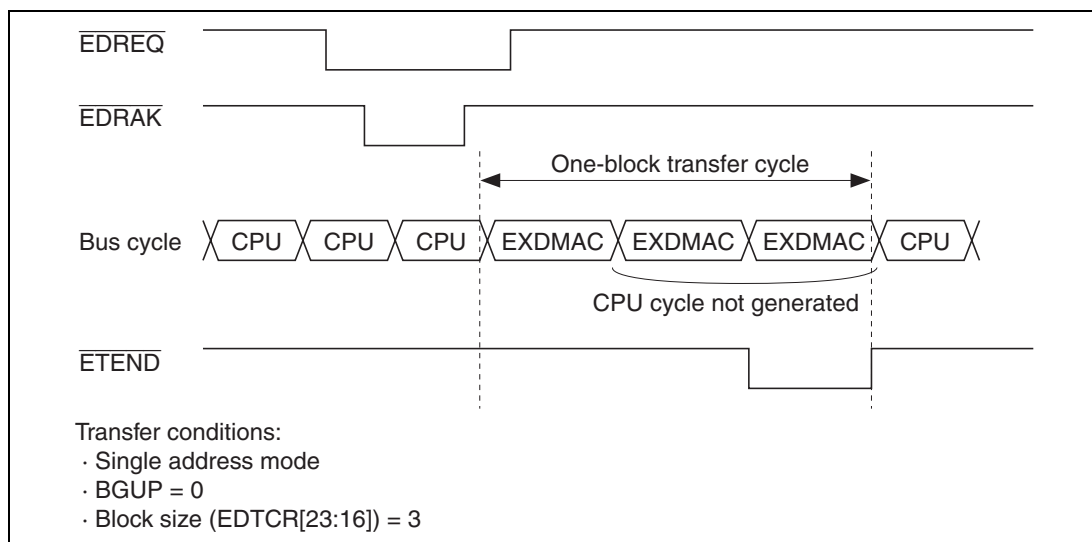 EDREQ
EDRAK
One-block transfer cycle
Bus cycle CPU CPU CPU EXDMAC EXDMAC EXDMAC CPU
CPU cycle not generated
ETEND
Transfer conditions:
· Single address mode
· BGUP = 0
· Block size (EDTCR[23:16]) = 3